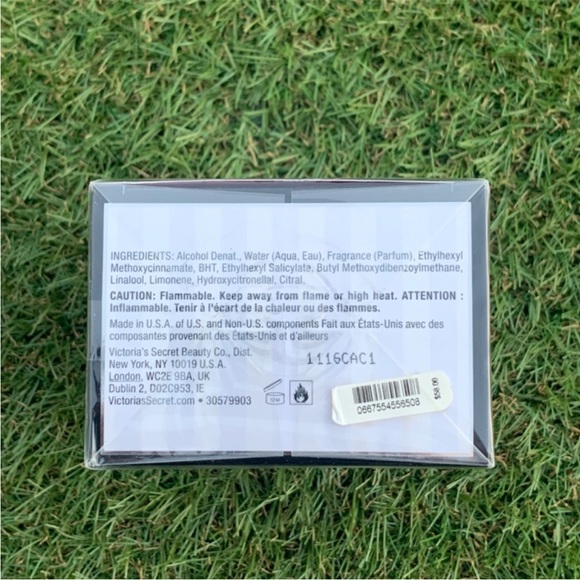 INGREDIENTS: Alcohol Denat., Water (Aqua, Eau), Fragrance (Parfum), Ethylhexyl
Methoxycinnamate, BHT, Ethylhexyl Salicylate, Butyl Methoxydibenzoylmethane,
Linalool, Limonene, Hydroxycitronellal, Citral.
CAUTION: Flammable. Keep away from flame or high heat. ATTENTION :
Inflammable. Tenir à l'écart de la chaleur ou des flammes.
Made in U.S.A. of U.S. and Non-U.S. components Fait aux États-Unis avec des
composantes provenant des États-Unis et d'ailleurs
Victoria's Secret Beauty Co., Dist.
New York, NY 10019 U.S.A.
London, WC2E 9BA, UK
Dublin 2, D02C953, IE
VictoriasSecret.com • 30579903
1116CAC1
12 M
0667554556508
$58.00